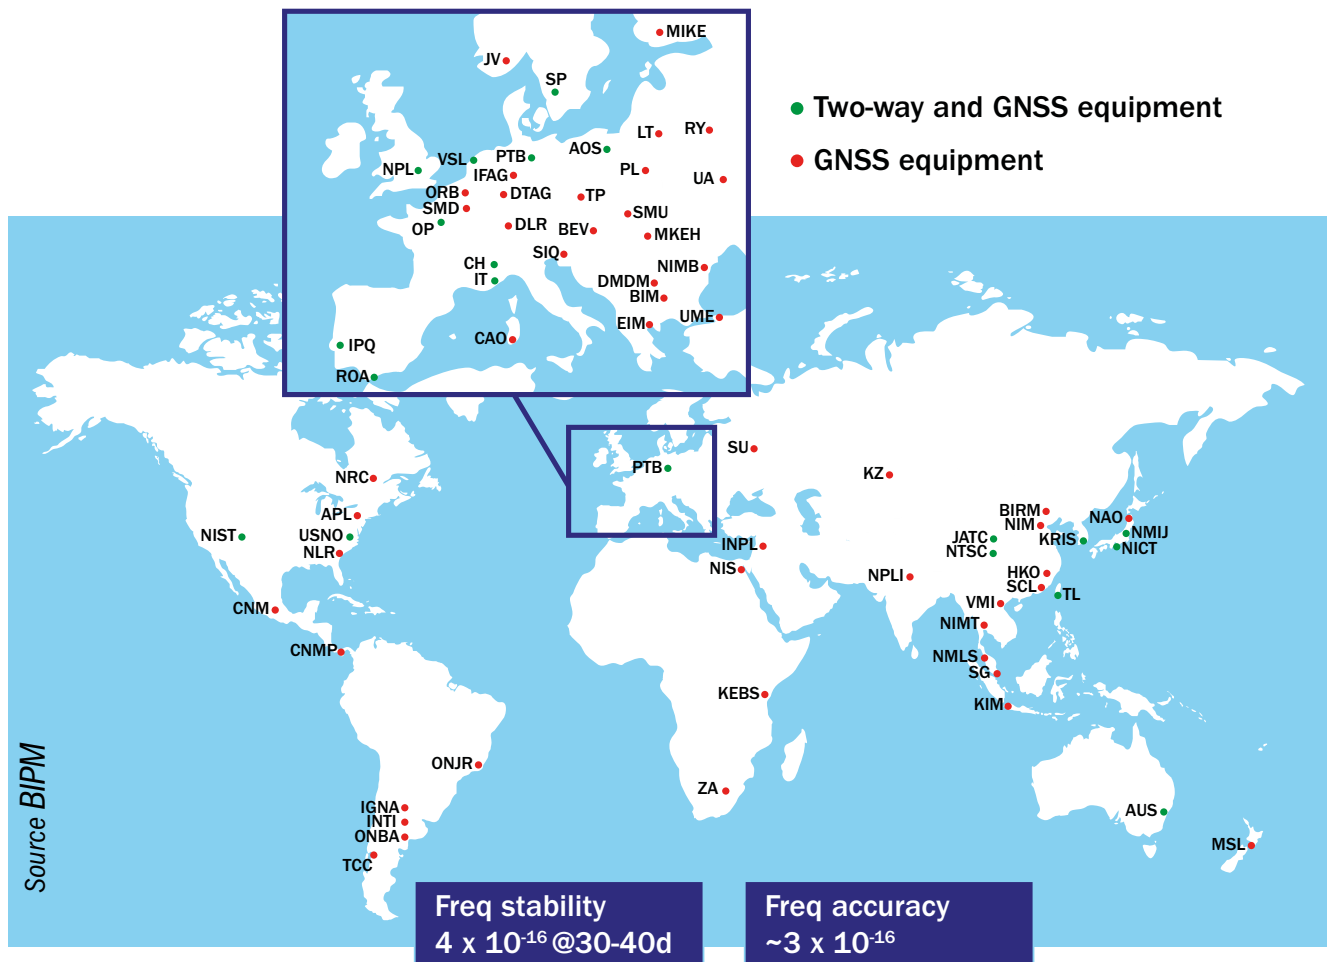 MIKE
JV
SP
Two-way and GNSS equipment
GNSS equipment
LT
RY
AOS
VSL
PTB
NPL
IFAG
PL
UA
ORB
DTAG
TP
SMD
SMU
OP
DLR
BEV
MKEH
SIQ
CH
NIMB
IT
DMDM
BIM
UME
EIM
CAO
IPQ
ROA
SU
PTB
KZ
NRC
APL
NIST
USNO
NLR
BIRM
NIM
NAO
JATC
KRIS
NMIJ
NTSC
NICT
INPL
NIS
NPLI
HKO
SCL
TL
CNM
VMI
NIMT
CNMP
NMLS
SG
KEBS
KIM
ONJR
ZA
IGNA
INTI
ONBA
AUS
TCC
MSL
Source BIPM
Freq stability
4 x 10⁻¹⁶ @30-40d
Freq accuracy
~3 x 10⁻¹⁶